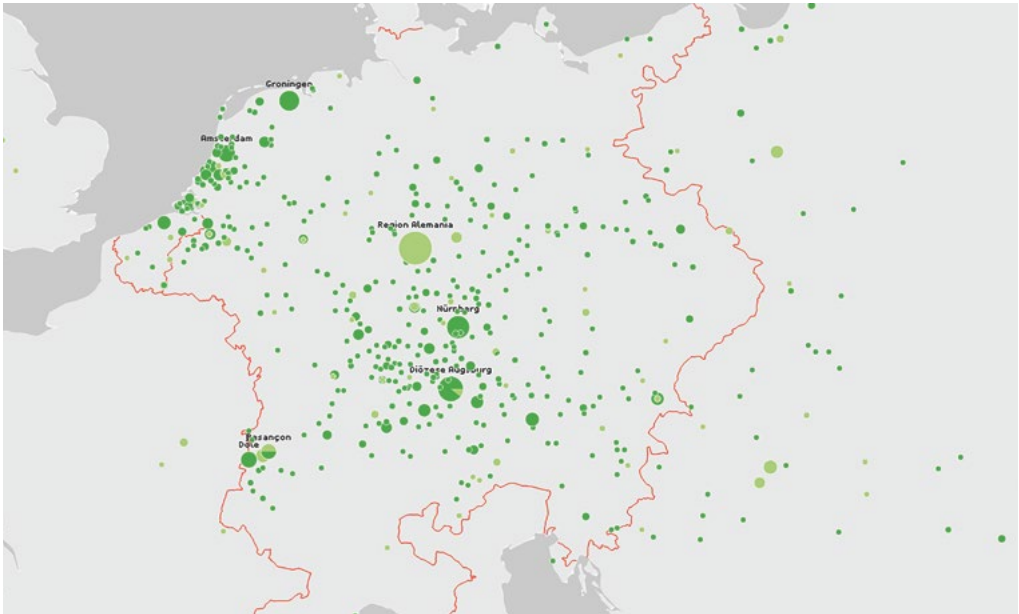 Groningen
Amsterdam
Region Alemania
Nürnberg
Diözese Augsburg
Besançon
Dole